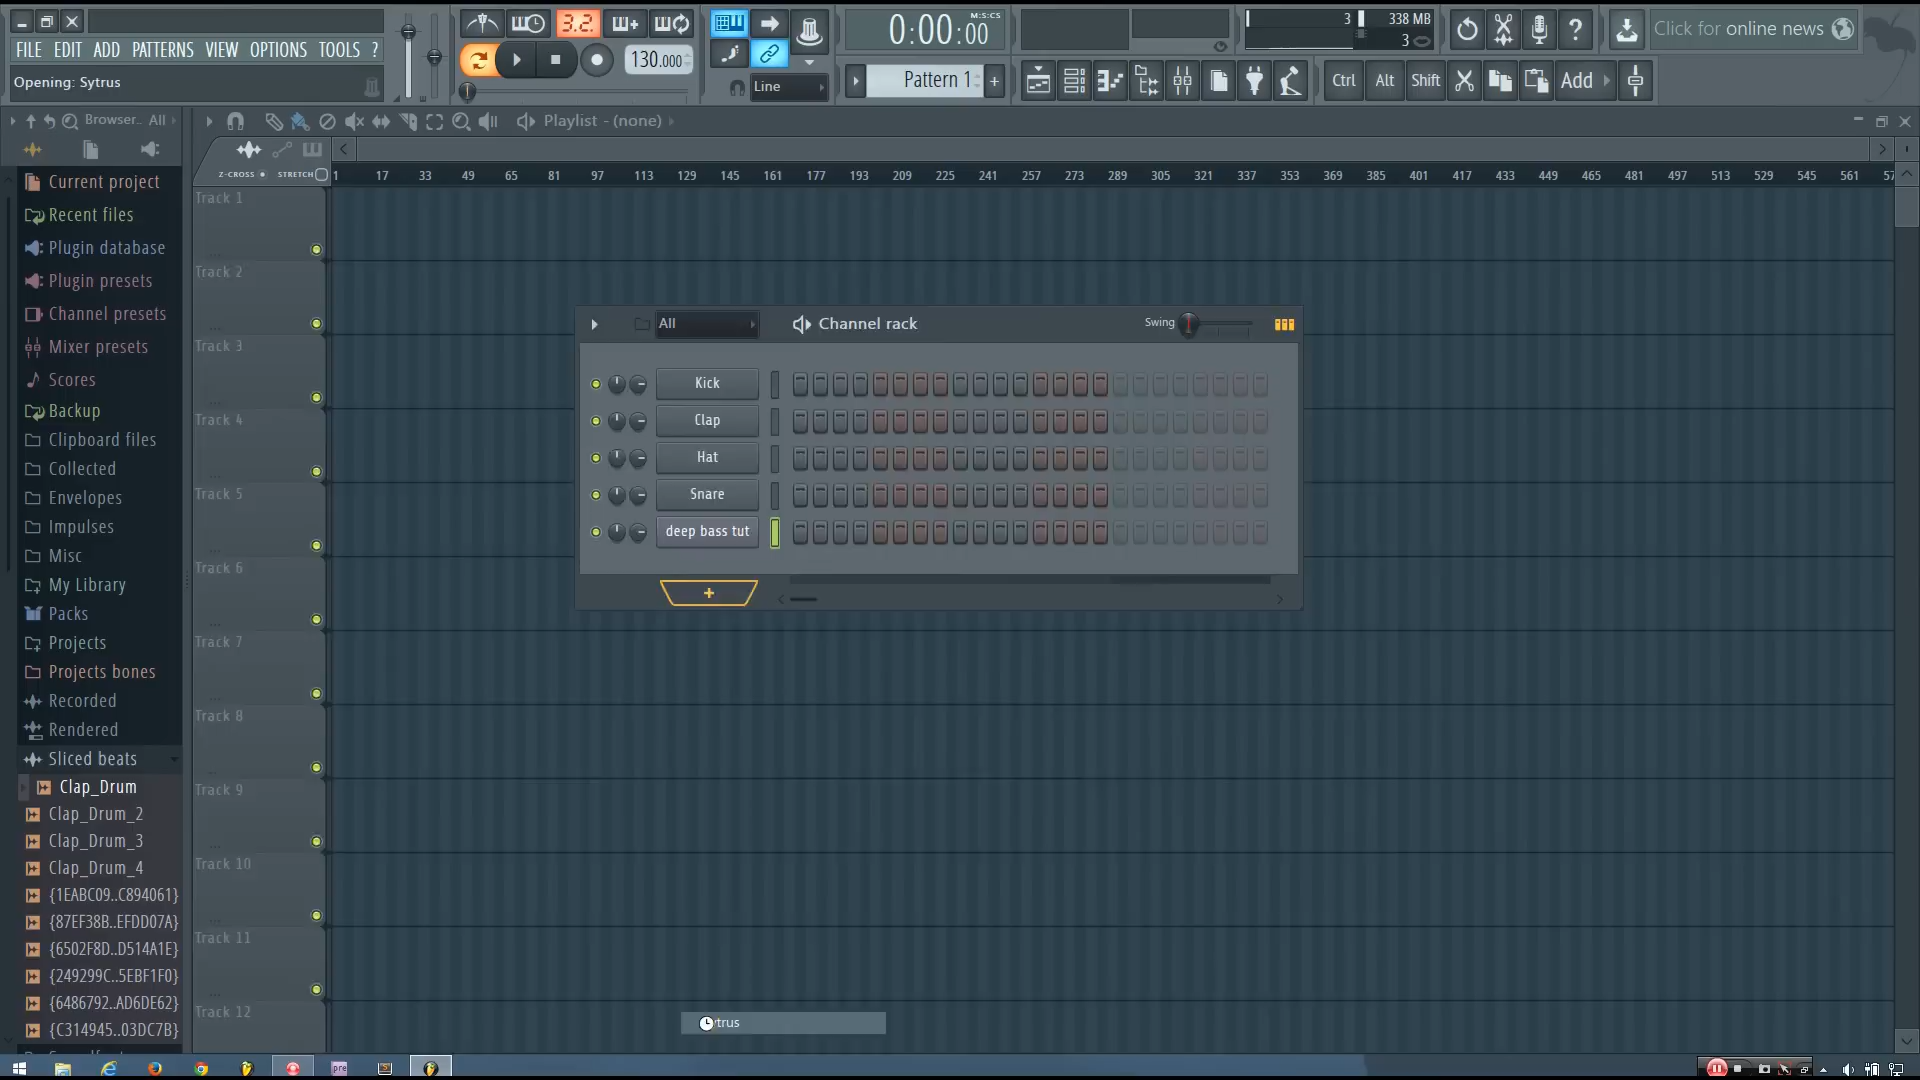 3.2
0:00:00
M:S:CS
3
338 MB
3
Click for online news
FILE EDIT ADD PATTERNS VIEW OPTIONS TOOLS ?
130.000
Line
Pattern 1
+
Ctrl
Alt
Shift
Add
Opening: Sytrus
Browser..
All
Playlist - (none)
Z-CROSS
STRETCH
1 17 33 49 65 81 97 113 129 145 161 177 193 209 225 241 257 273 289 305 321 337 353 369 385 401 417 433 449 465 481 497 513 529 545 561
Current project
Recent files
Plugin database
Plugin presets
Channel presets
Mixer presets
Scores
Backup
Clipboard files
Collected
Envelopes
Impulses
Misc
My Library
Packs
Projects
Projects bones
Recorded
Rendered
Sliced beats
Clap_Drum
Clap_Drum_2
Clap_Drum_3
Clap_Drum_4
{1EABC09..C894061}
{87EF38B..EFDD07A}
{6502F8D..D514A1E}
{249299C..5EBF1F0}
{6486792..AD6DE62}
{C314945..03DC7B}
Track 1
Track 2
Track 3
Track 4
Track 5
Track 6
Track 7
Track 8
Track 9
Track 10
Track 11
Track 12
All
Channel rack
Swing
Kick
Clap
Hat
Snare
deep bass tut
+
trus
pre